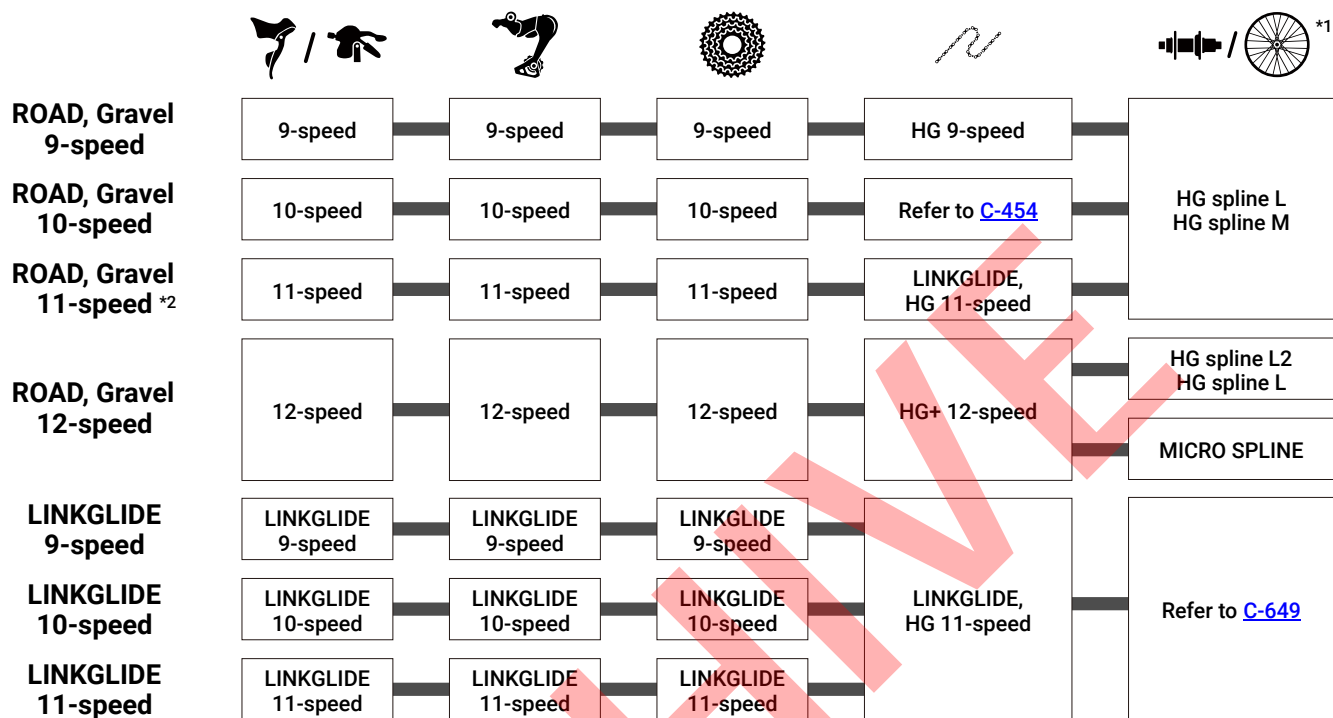 *1
ROAD, Gravel
9-speed
9-speed
9-speed
9-speed
HG 9-speed
HG spline L
HG spline M
ROAD, Gravel
10-speed
10-speed
10-speed
10-speed
Refer to C-454
ROAD, Gravel
11-speed *2
11-speed
11-speed
11-speed
LINKGLIDE,
HG 11-speed
ROAD, Gravel
12-speed
12-speed
12-speed
12-speed
HG+ 12-speed
HG spline L2
HG spline L
MICRO SPLINE
LINKGLIDE
9-speed
LINKGLIDE
9-speed
LINKGLIDE
9-speed
LINKGLIDE
9-speed
LINKGLIDE,
HG 11-speed
Refer to C-649
LINKGLIDE
10-speed
LINKGLIDE
10-speed
LINKGLIDE
10-speed
LINKGLIDE
10-speed
LINKGLIDE
11-speed
LINKGLIDE
11-speed
LINKGLIDE
11-speed
LINKGLIDE
11-speed
HIVE